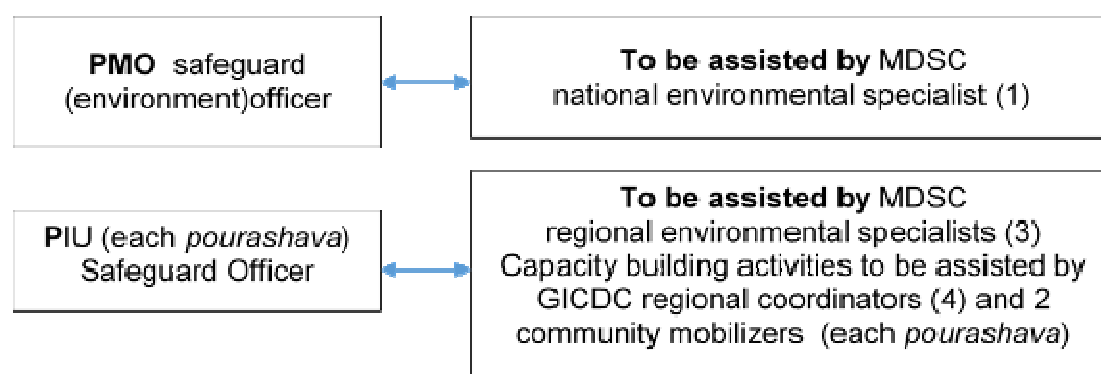 PMO safeguard
(environment)officer
To be assisted by MDSC
national environmental specialist (1)
PIU (each pourashava)
Safeguard Officer
To be assisted by MDSC
regional environmental specialists (3)
Capacity building activities to be assisted by
GICDC regional coordinators (4) and 2
community mobilizers (each pourashava)